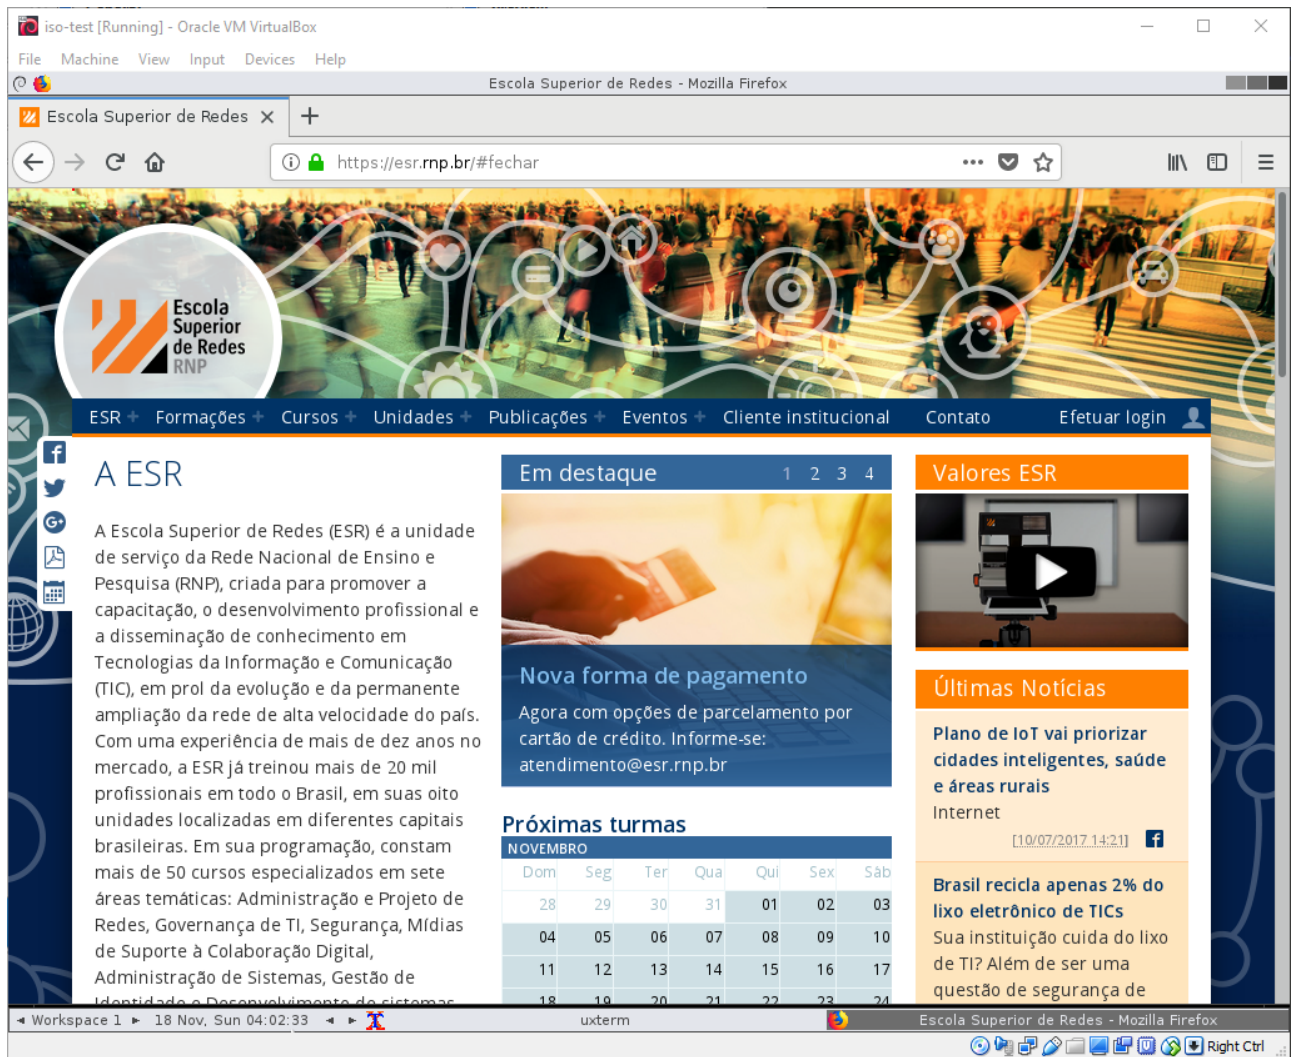 iso-test [Running] - Oracle VM VirtualBox
File Machine View Input Devices Help
Escola Superior de Redes - Mozilla Firefox
Escola Superior de Redes
https://esr.rnp.br/#fechar
Escola
Superior
de Redes
RNP
ESR + Formações + Cursos + Unidades + Publicações + Eventos + Cliente institucional Contato Efetuar login
A ESR
A Escola Superior de Redes (ESR) é a unidade
de serviço da Rede Nacional de Ensino e
Pesquisa (RNP), criada para promover a
capacitação, o desenvolvimento profissional e
a disseminação de conhecimento em
Tecnologias da Informação e Comunicação
(TIC), em prol da evolução e da permanente
ampliação da rede de alta velocidade do país.
Com uma experiência de mais de dez anos no
mercado, a ESR já treinou mais de 20 mil
profissionais em todo o Brasil, em suas oito
unidades localizadas em diferentes capitais
brasileiras. Em sua programação, constam
mais de 50 cursos especializados em sete
áreas temáticas: Administração e Projeto de
Redes, Governança de TI, Segurança, Mídias
de Suporte à Colaboração Digital,
Administração de Sistemas, Gestão de
Identidade e Desenvolvimento de sistemas
Em destaque 1 2 3 4
Nova forma de pagamento
Agora com opções de parcelamento por
cartão de crédito. Informe-se:
atendimento@esr.rnp.br
Próximas turmas
NOVEMBRO
Dom Seg Ter Qua Qui Sex Sáb
28 29 30 31 01 02 03
04 05 06 07 08 09 10
11 12 13 14 15 16 17
18 19 20 21 22 23 24
Valores ESR
Últimas Notícias
Plano de IoT vai priorizar
cidades inteligentes, saúde
e áreas rurais
Internet
[10/07/2017 14:21]
Brasil recicla apenas 2% do
lixo eletrônico de TICs
Sua instituição cuida do lixo
de TI? Além de ser uma
questão de segurança de
Workspace 1 18 Nov, Sun 04:02:33 uxterm Escola Superior de Redes - Mozilla Firefox
Right Ctrl